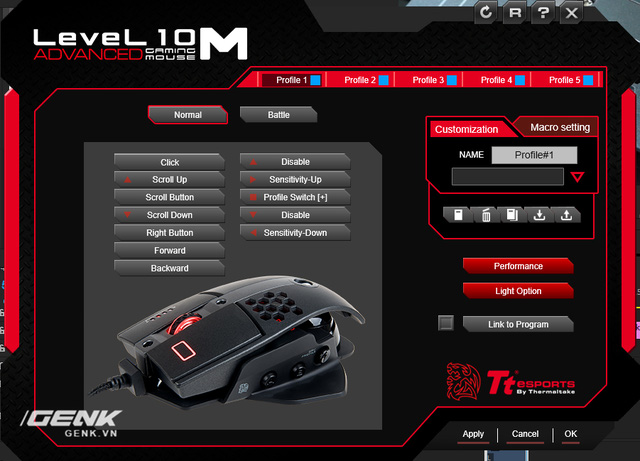 R ? X
LeveL 10 M
ADVANCED GAMING MOUSE
Profile 1 Profile 2 Profile 3 Profile 4 Profile 5
Normal Battle
Customization Macro setting
NAME Profile#1
Click Disable
Scroll Up Sensitivity-Up
Scroll Button Profile Switch [+]
Scroll Down Disable
Right Button Sensitivity-Down
Forward
Backward
Performance
Light Option
Link to Program
Tt eSPORTS
By Thermaltake
/GENK
GENK.VN
Apply Cancel OK